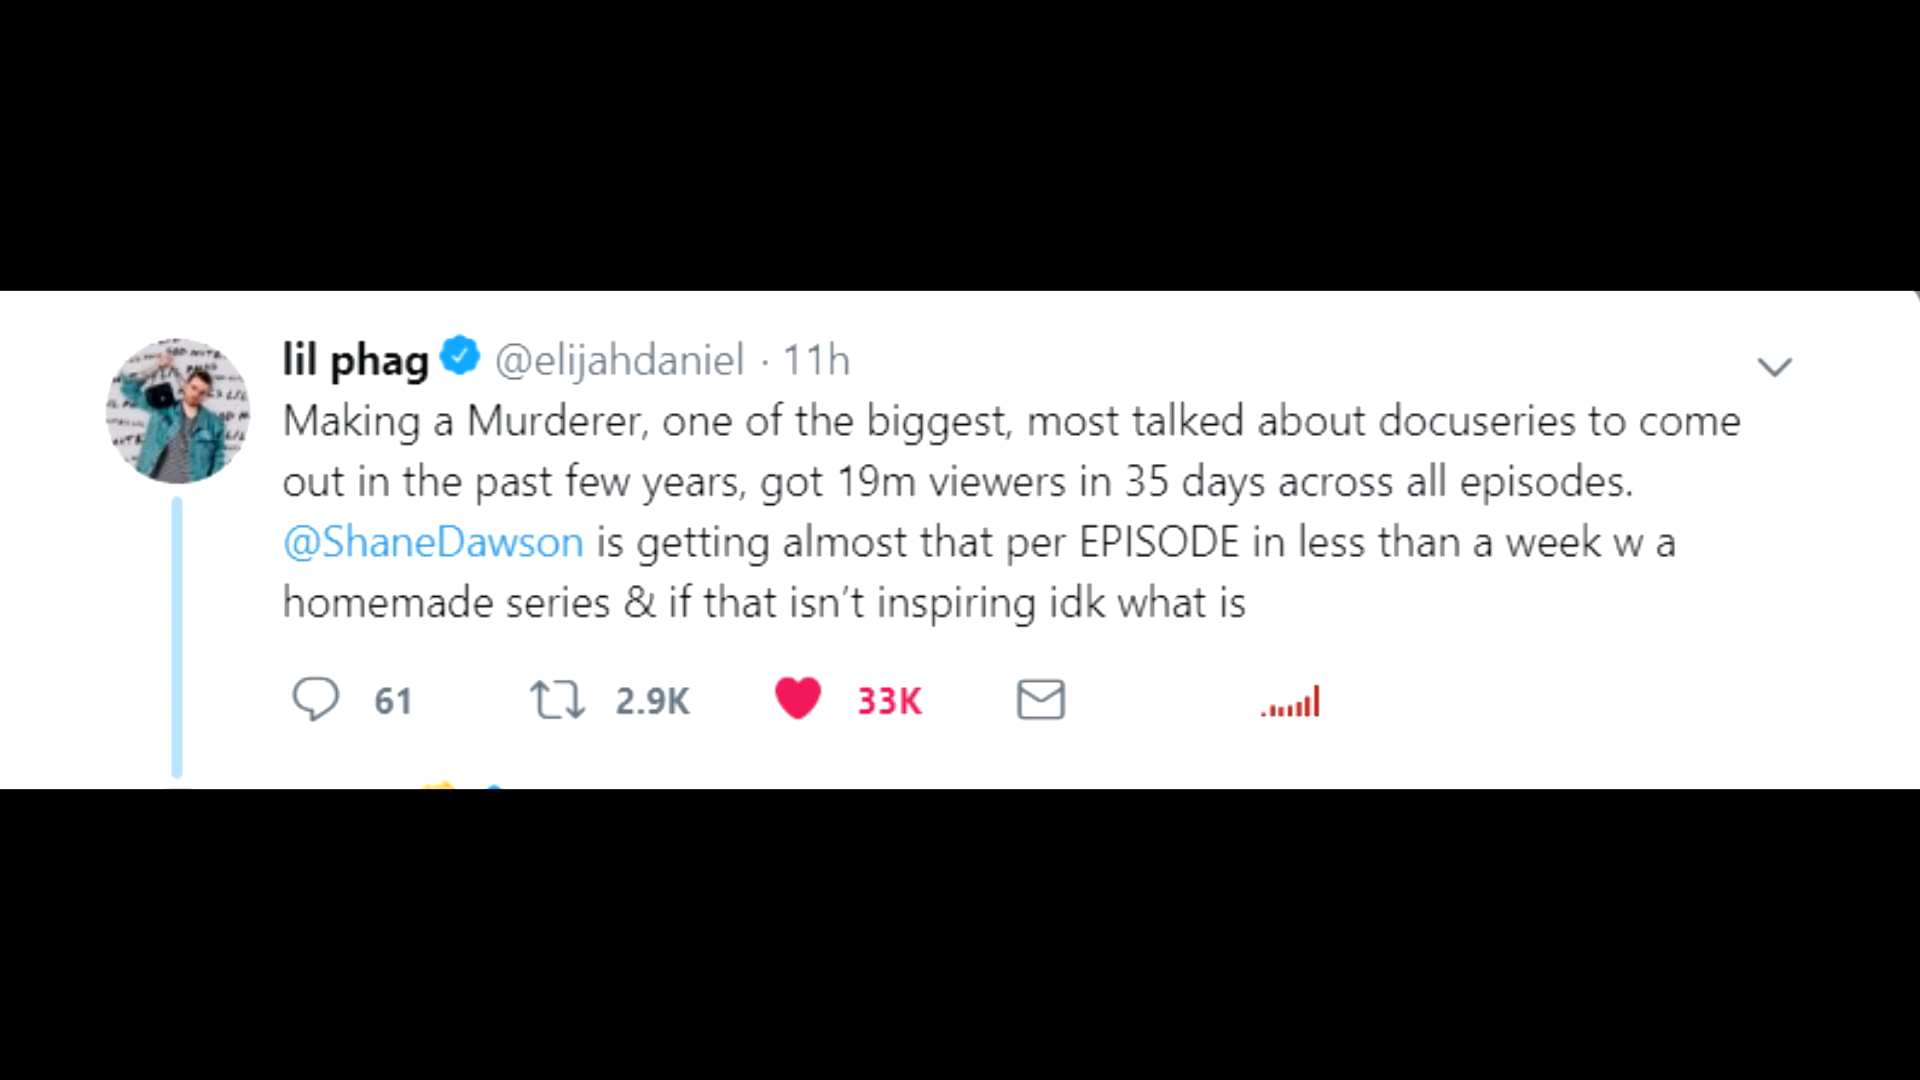 lil phag @elijahdaniel · 11h
Making a Murderer, one of the biggest, most talked about docuseries to come
out in the past few years, got 19m viewers in 35 days across all episodes.
@ShaneDawson is getting almost that per EPISODE in less than a week w a
homemade series & if that isn’t inspiring idk what is
61 2.9K 33K